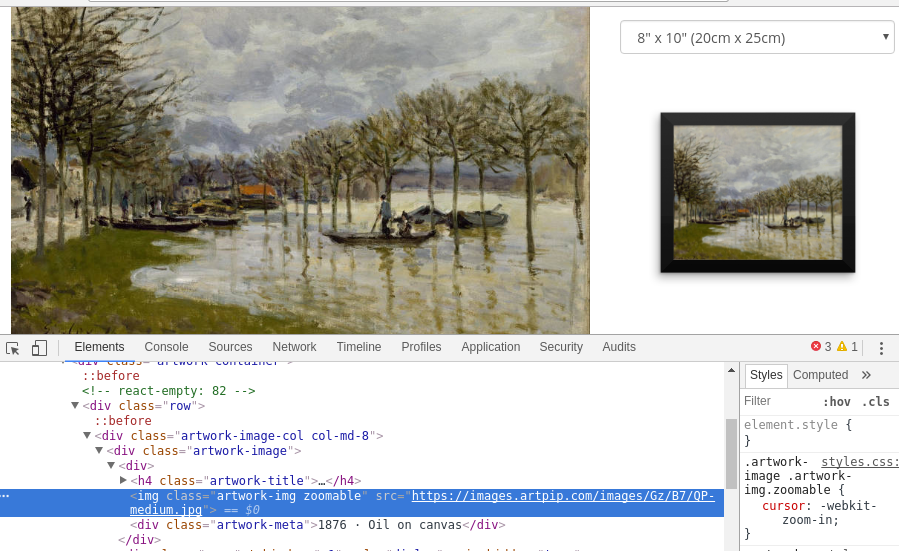 8" x 10" (20cm x 25cm)
Elements Console Sources Network Timeline Profiles Application Security Audits 3 1
<div class="artwork-container">
::before
<!-- react-empty: 82 -->
<div class="row">
::before
<div class="artwork-image-col col-md-8">
<div class="artwork-image">
<div>
<h4 class="artwork-title">…</h4>
<img class="artwork-img zoomable" src="https://images.artpip.com/images/Gz/B7/QP-
medium.jpg"> == $0
<div class="artwork-meta">1876 · Oil on canvas</div>
</div>
Styles Computed »
Filter :hov .cls
element.style {
}
.artwork- styles.css:
image .artwork-
img.zoomable {
cursor: -webkit-
zoom-in;
}